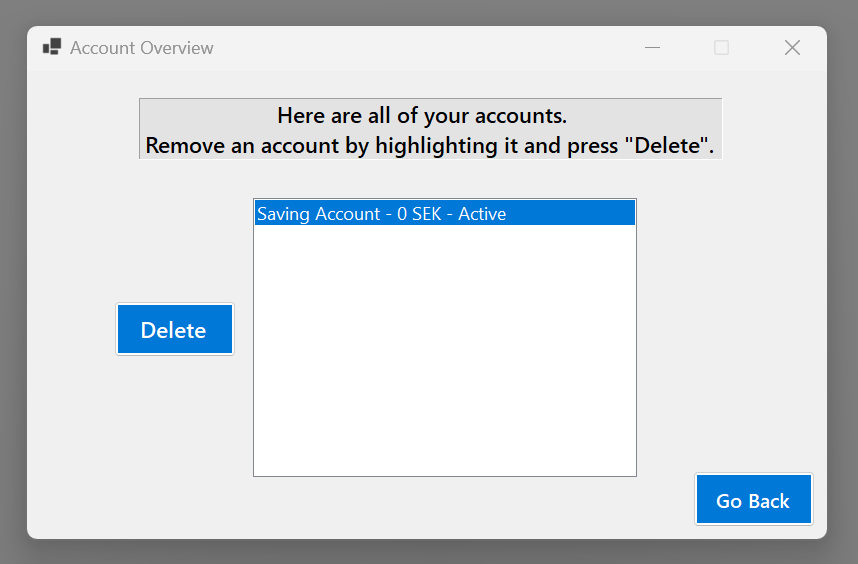 Account Overview
Here are all of your accounts.
Remove an account by highlighting it and press "Delete".
Saving Account - 0 SEK - Active
Delete
Go Back